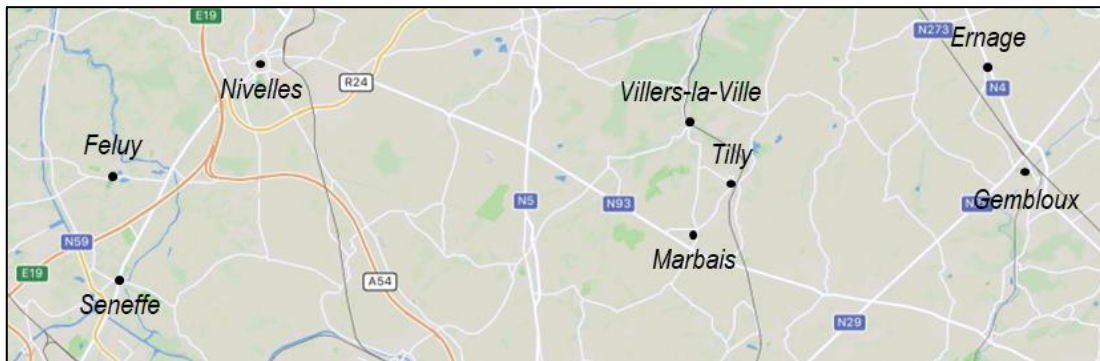 E19
N273
Ernage
Nivelles
R24
N4
Villers-la-Ville
Feluy
Tilly
N5
N93
Gembloux
N59
Marbais
E19
A54
Seneffe
N29